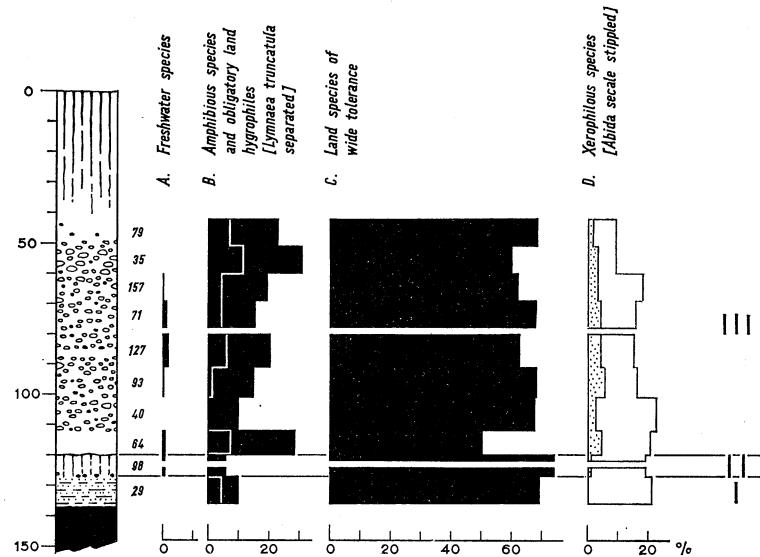 A. Freshwater species
B. Amphibious species
and obligatory land
hygrophiles
[Lymnaea truncatula
separated]
C. Land species of
wide tolerance
D. Xerophilous species
[Abida secale stippled]
0
50
100
150
79
35
157
71
127
93
40
64
98
29
III
II
I
0
0 20
0 20 40 60
0 20 %